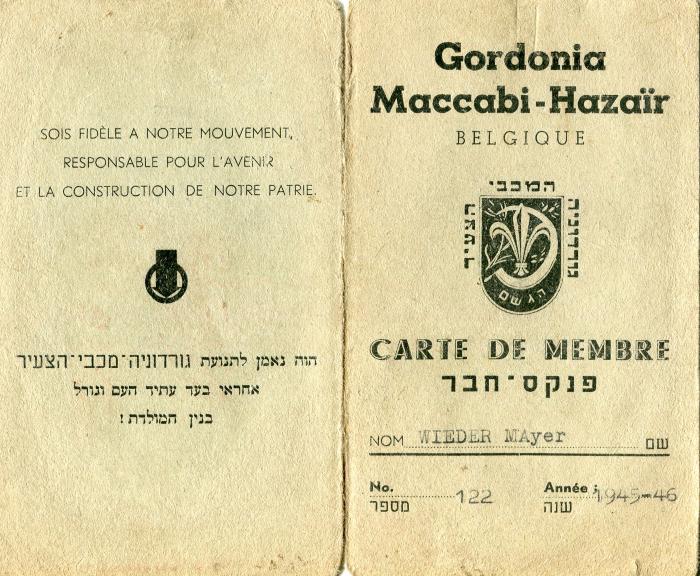 SOIS FIDÈLE A NOTRE MOUVEMENT,
RESPONSABLE POUR L'AVENIR
ET LA CONSTRUCTION DE NOTRE PATRIE.
הוה נאמן לתנועת גורדוניה־מכבי־הצעיר
אחראי בעד עתיד העם וגורל
בנין המולדת!
Gordonia
Maccabi-Hazaïr
BELGIQUE
המכבי
הצעיר
גורדוניה
CARTE DE MEMBRE
פנקס־חבר
NOM WIEDER MAyer שם
No. 122 Année : 1945-46
מספר שנה